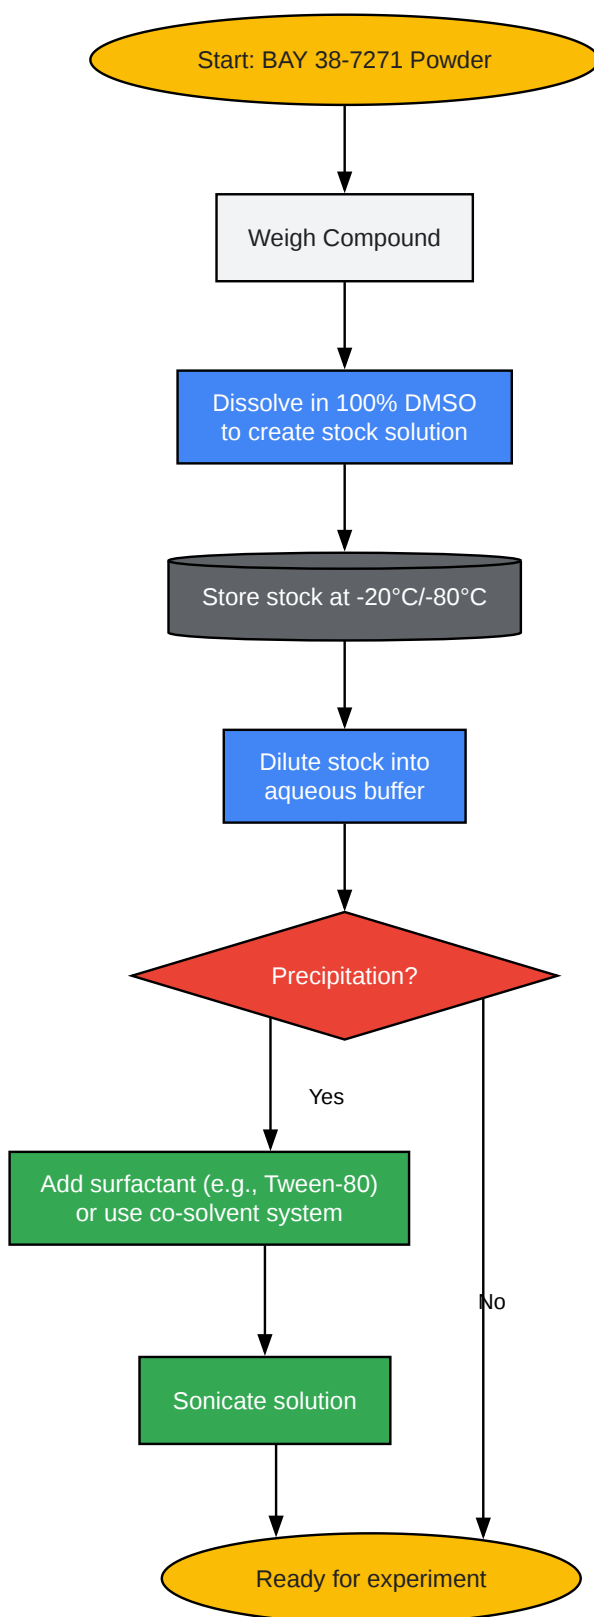 Start: BAY 38-7271 Powder
Weigh Compound
Dissolve in 100% DMSO
to create stock solution
Store stock at -20°C/-80°C
Dilute stock into
aqueous buffer
Precipitation?
Yes
Add surfactant (e.g., Tween-80)
or use co-solvent system
No
Sonicate solution
Ready for experiment